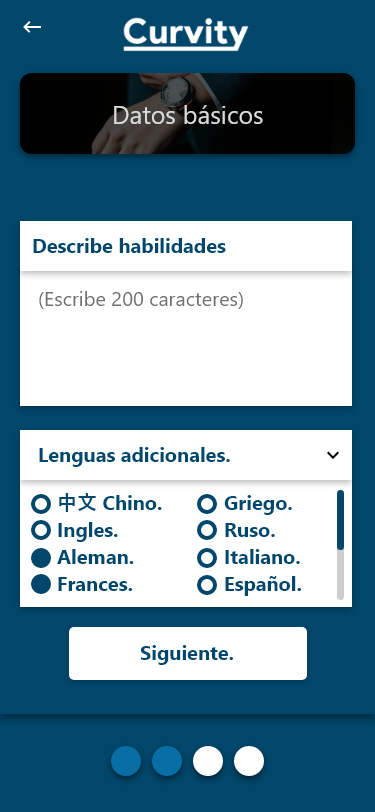 Curvity
Datos básicos
Describe habilidades
(Escribe 200 caracteres)
Lenguas adicionales.
中文 Chino.
Griego.
Ingles.
Ruso.
Aleman.
Italiano.
Frances.
Español.
Siguiente.